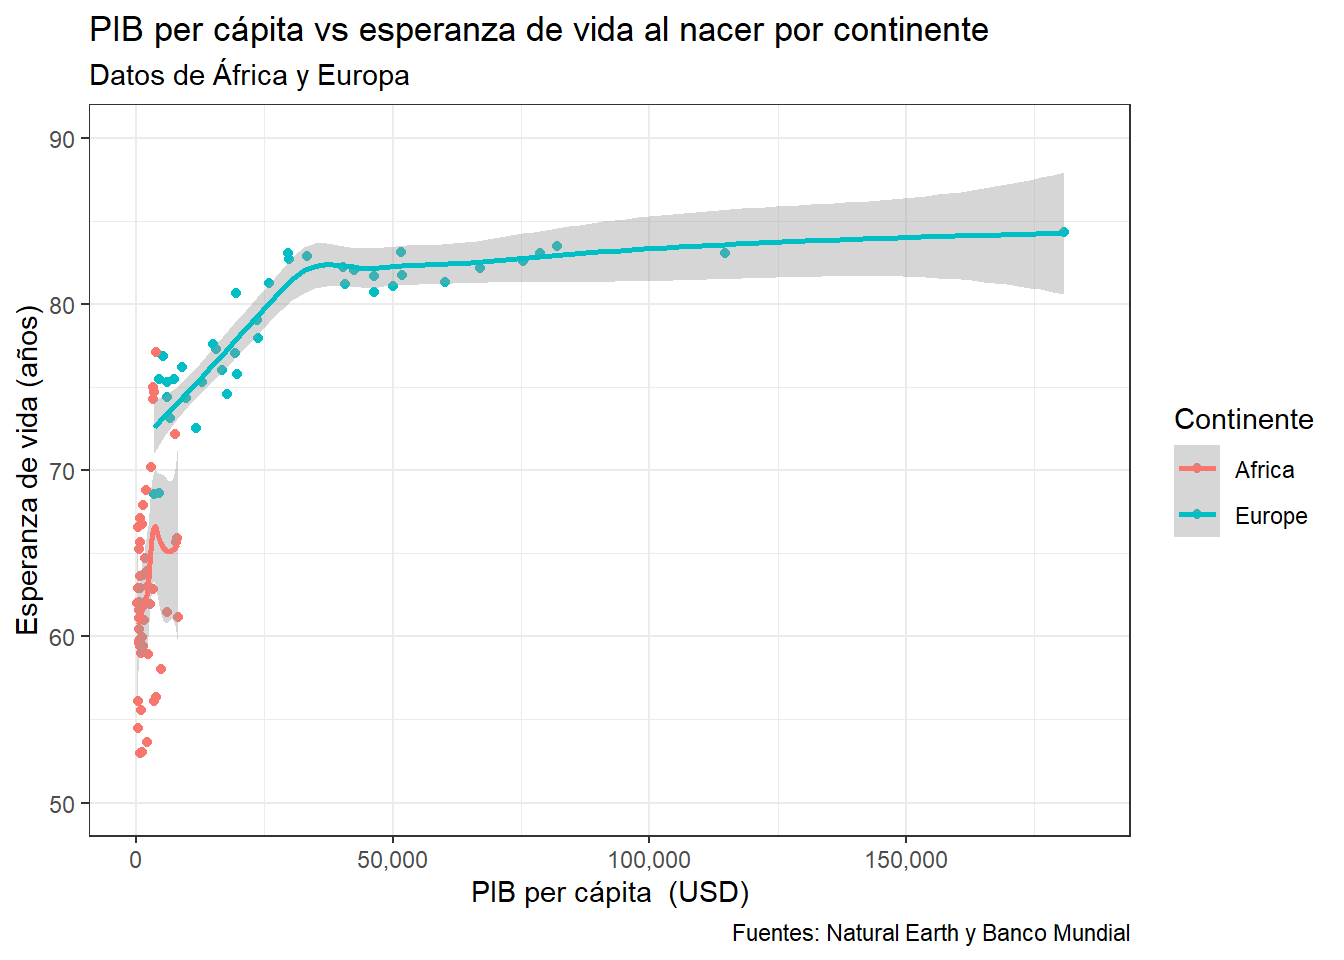 PIB per cápita vs esperanza de vida al nacer por continente
Datos de África y Europa
90
80
70
60
50
Esperanza de vida (años)
0
50,000
100,000
150,000
PIB per cápita  (USD)
Continente
Africa
Europe
Fuentes: Natural Earth y Banco Mundial